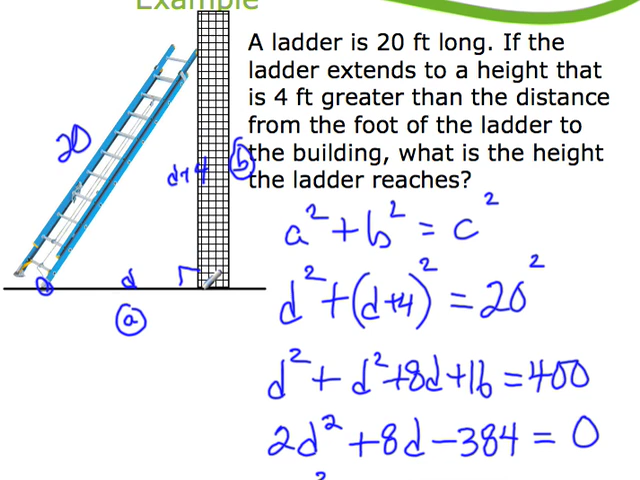 Example
A ladder is 20 ft long. If the
ladder extends to a height that
is 4 ft greater than the distance
from the foot of the ladder to
the building, what is the height
the ladder reaches?
20
d+4
b
d
a
a² + b² = c²
d² + (d+4)² = 20²
d² + d² + 8d + 16 = 400
2d² + 8d - 384 = 0